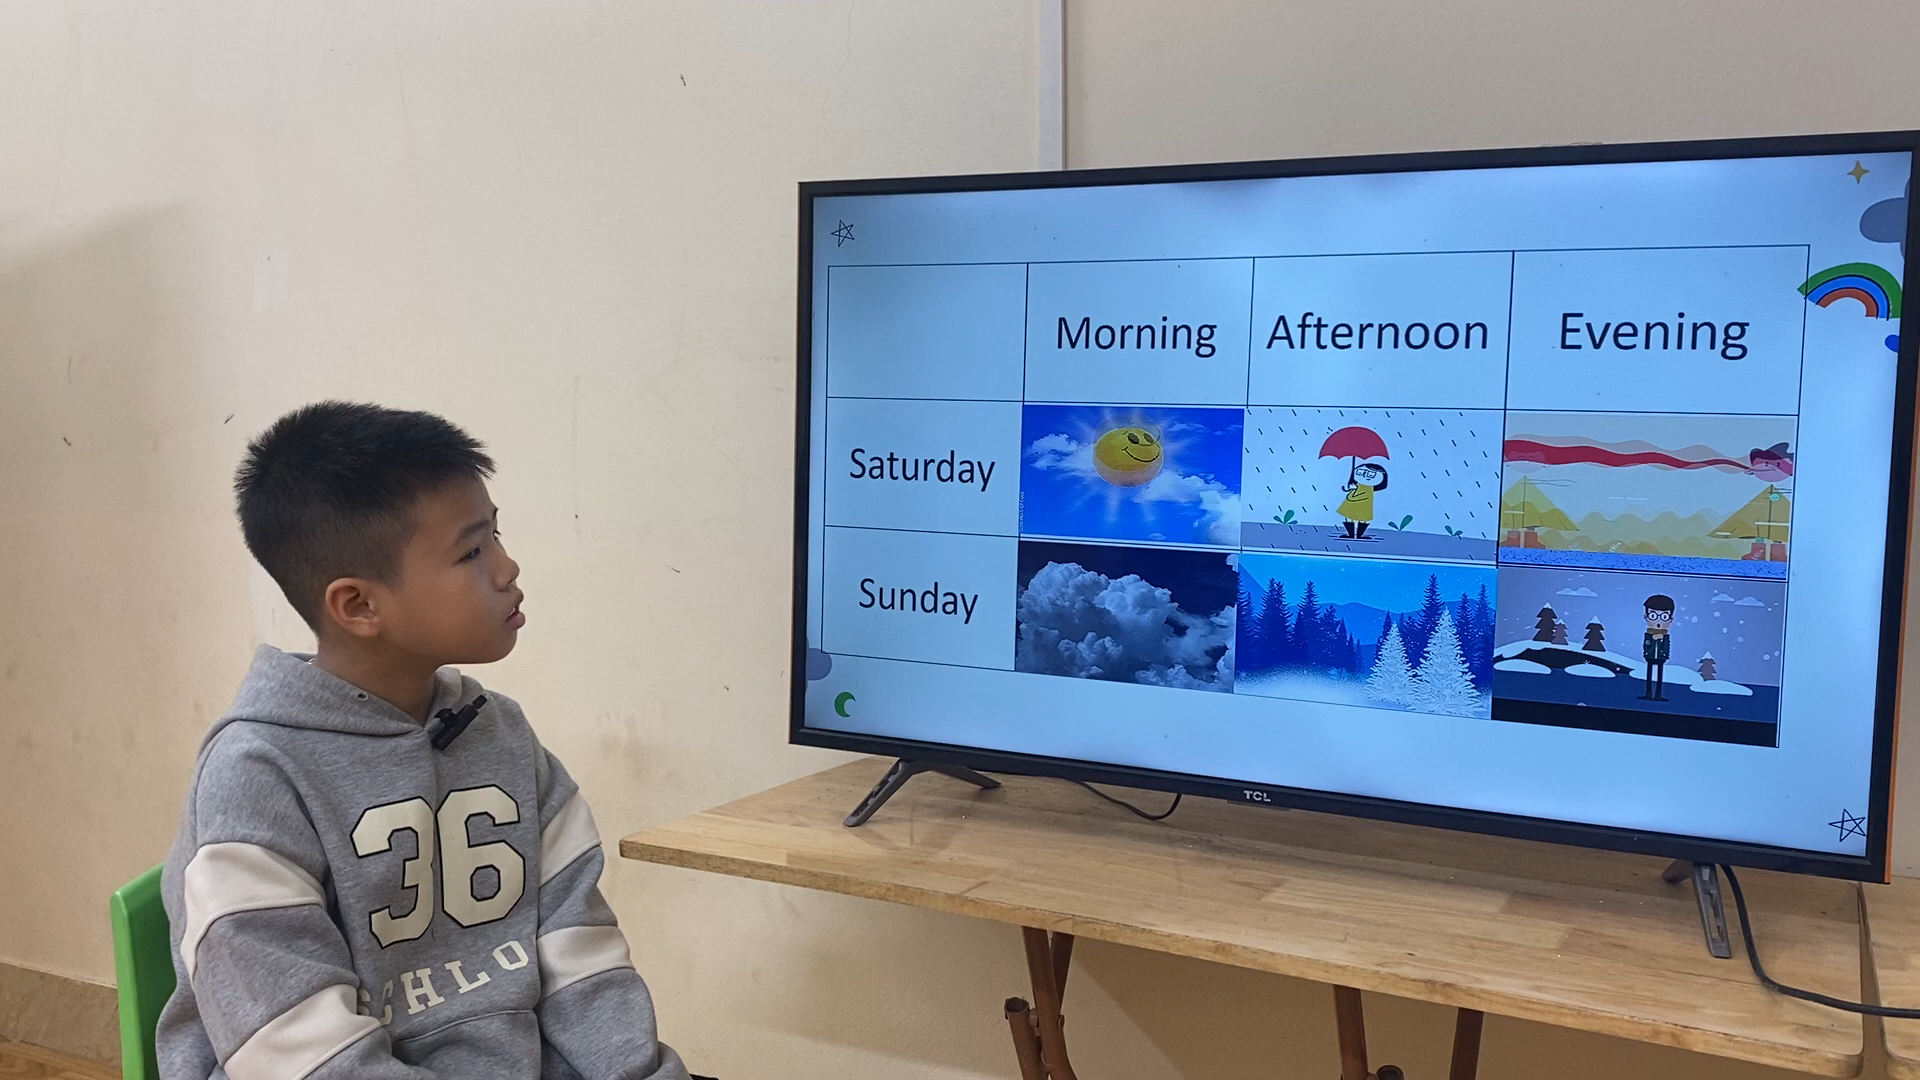 Morning Afternoon Evening
Saturday
Sunday
TCL
36
CHLO